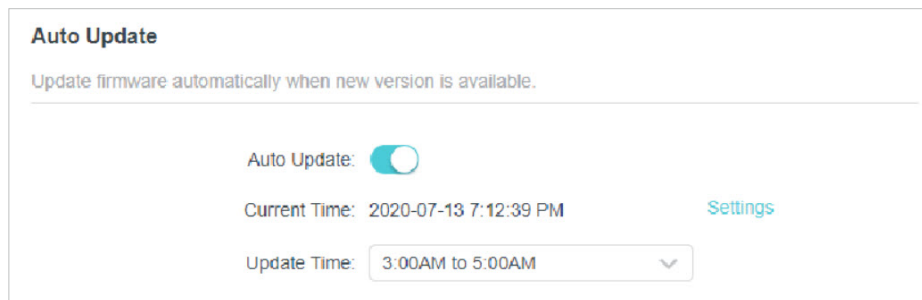 Auto Update
Update firmware automatically when new version is available.
Auto Update:
Current Time: 2020-07-13 7:12:39 PM Settings
Update Time: 3:00AM to 5:00AM